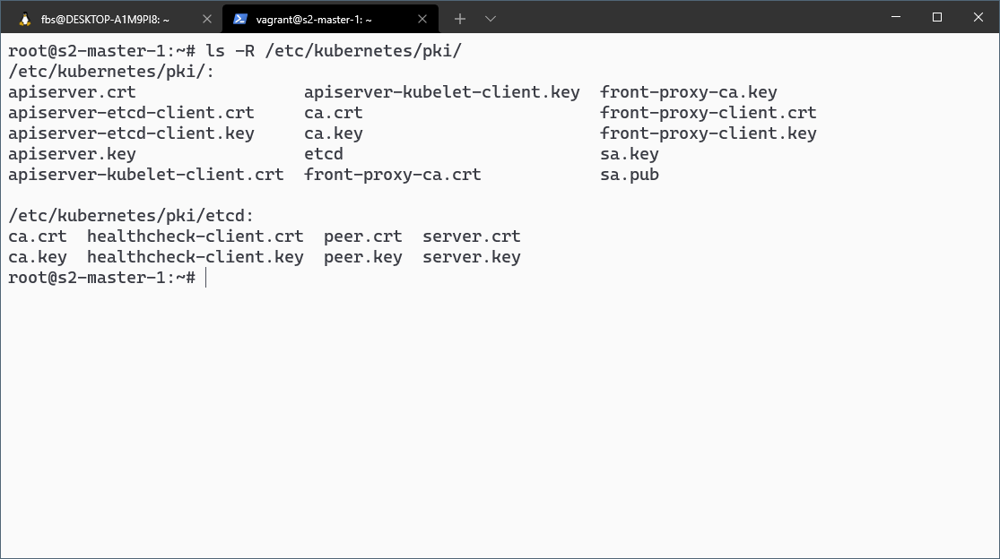 fbs@DESKTOP-A1M9PI8: ~
vagrant@s2-master-1: ~
root@s2-master-1:~# ls -R /etc/kubernetes/pki/
/etc/kubernetes/pki/:
apiserver.crt                 apiserver-kubelet-client.key  front-proxy-ca.key
apiserver-etcd-client.crt     ca.crt                        front-proxy-client.crt
apiserver-etcd-client.key     ca.key                        front-proxy-client.key
apiserver.key                 etcd                          sa.key
apiserver-kubelet-client.crt  front-proxy-ca.crt            sa.pub
/etc/kubernetes/pki/etcd:
ca.crt  healthcheck-client.crt  peer.crt  server.crt
ca.key  healthcheck-client.key  peer.key  server.key
root@s2-master-1:~#